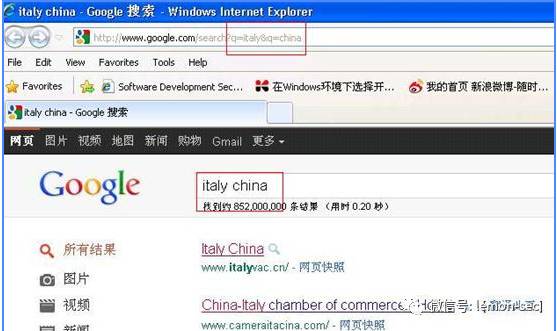 italy china - Google 搜索 - Windows Internet Explorer
http://www.google.com/search?q=italy&q=china
File Edit View Favorites Tools Help
Favorites Software Development Sec... 在Windows环境下选择开... 我的首页 新浪微博-随时...
italy china - Google 搜索
网页 图片 视频 地图 新闻 购物 Gmail 更多
Google
italy china
找到约 852,000,000 条结果 (用时 0.20 秒)
所有结果
Italy China
www.italyvac.cn/ - 网页快照
图片
视频
China-Italy chamber of commerce
微信号: lemon-sec
新闻
www.cameraitacina.com/ - 网页快照